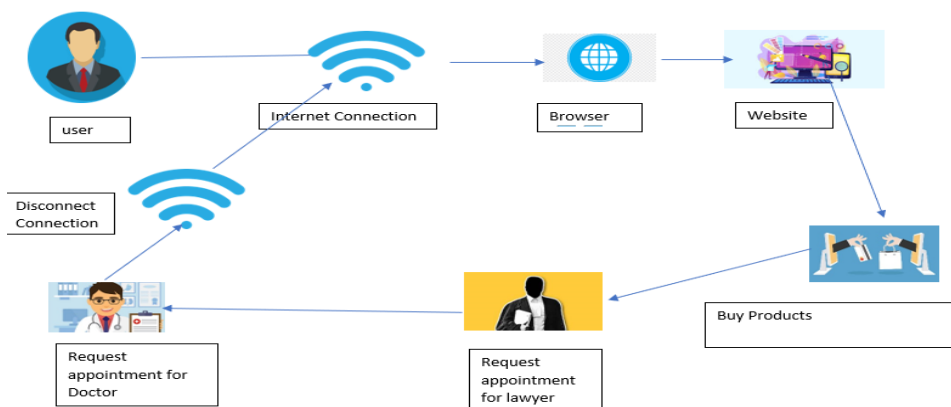 user
Internet Connection
Browser
Website
Disconnect
Connection
Buy Products
Request
appointment
for lawyer
Request
appointment for
Doctor